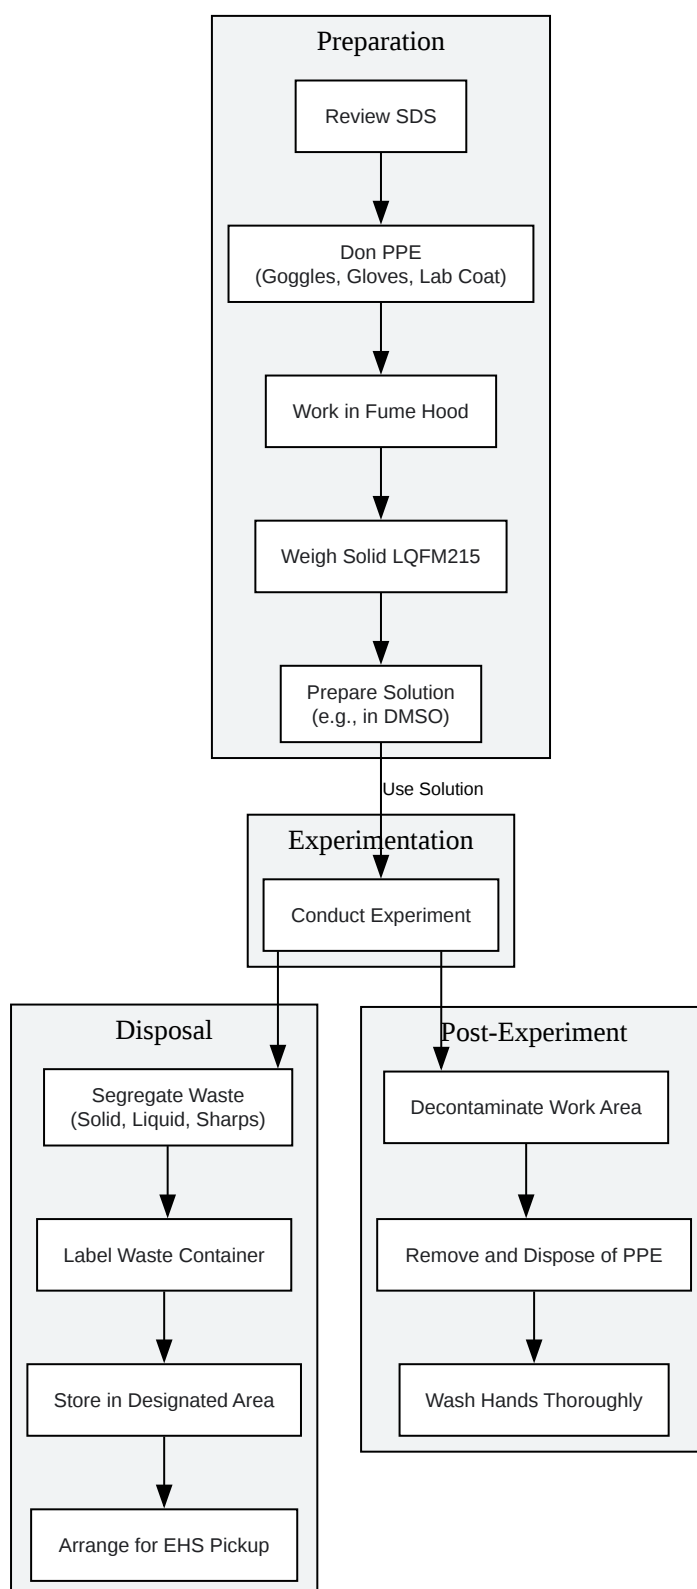 Preparation
Review SDS
Don PPE
(Goggles, Gloves, Lab Coat)
Work in Fume Hood
Weigh Solid LQFM215
Prepare Solution
(e.g., in DMSO)
Use Solution
Experimentation
Conduct Experiment
Disposal
Segregate Waste
(Solid, Liquid, Sharps)
Label Waste Container
Store in Designated Area
Arrange for EHS Pickup
Post-Experiment
Decontaminate Work Area
Remove and Dispose of PPE
Wash Hands Thoroughly